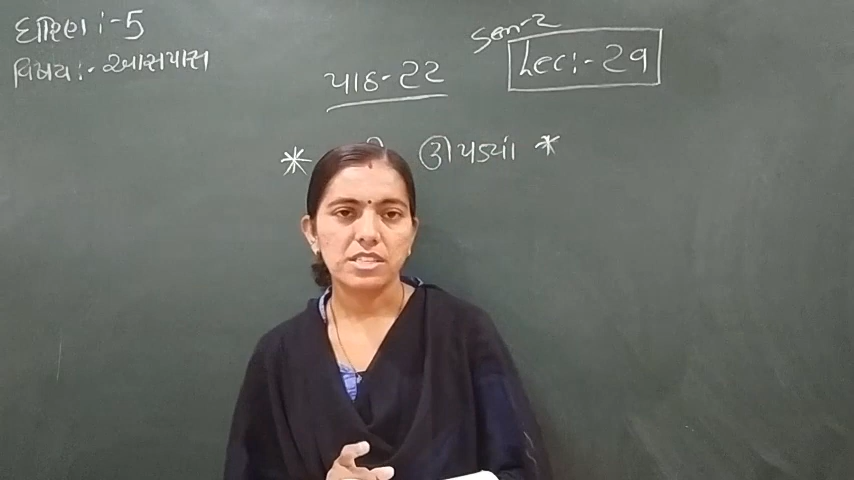 ધોરણ :- 5
Sem-2
Lec:- 29
વિષય :- આસપાસ
પાઠ-22
* ઊપડ્યાં *